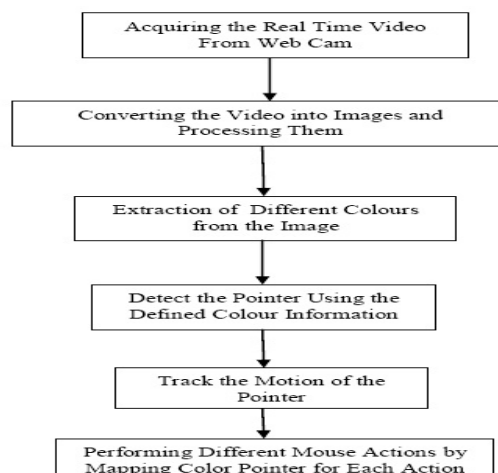 Acquiring the Real Time Video
From Web Cam
Converting the Video into Images and
Processing Them
Extraction of Different Colours
from the Image
Detect the Pointer Using the
Defined Colour Information
Track the Motion of the
Pointer
Performing Different Mouse Actions by
Mapping Color Pointer for Each Action